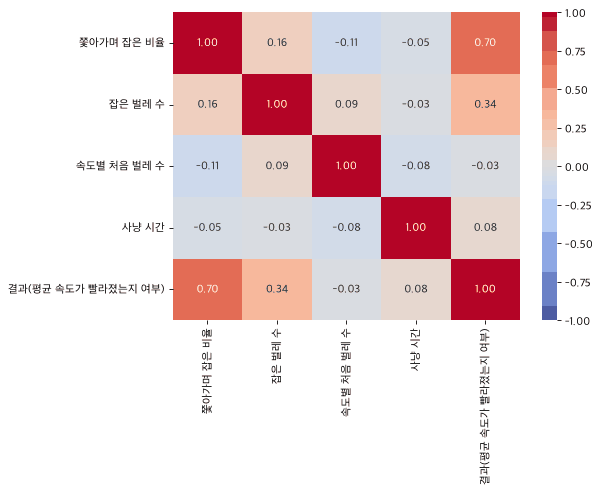 쫓아가며 잡은 비율 1.00 0.16 -0.11 -0.05 0.70
잡은 벌레 수 0.16 1.00 0.09 -0.03 0.34
속도별 처음 벌레 수 -0.11 0.09 1.00 -0.08 -0.03
사냥 시간 -0.05 -0.03 -0.08 1.00 0.08
결과(평균 속도가 빨라졌는지 여부) 0.70 0.34 -0.03 0.08 1.00
쫓아가며 잡은 비율
잡은 벌레 수
속도별 처음 벌레 수
사냥 시간
결과(평균 속도가 빨라졌는지 여부)
1.00
0.75
0.50
0.25
0.00
-0.25
-0.50
-0.75
-1.00